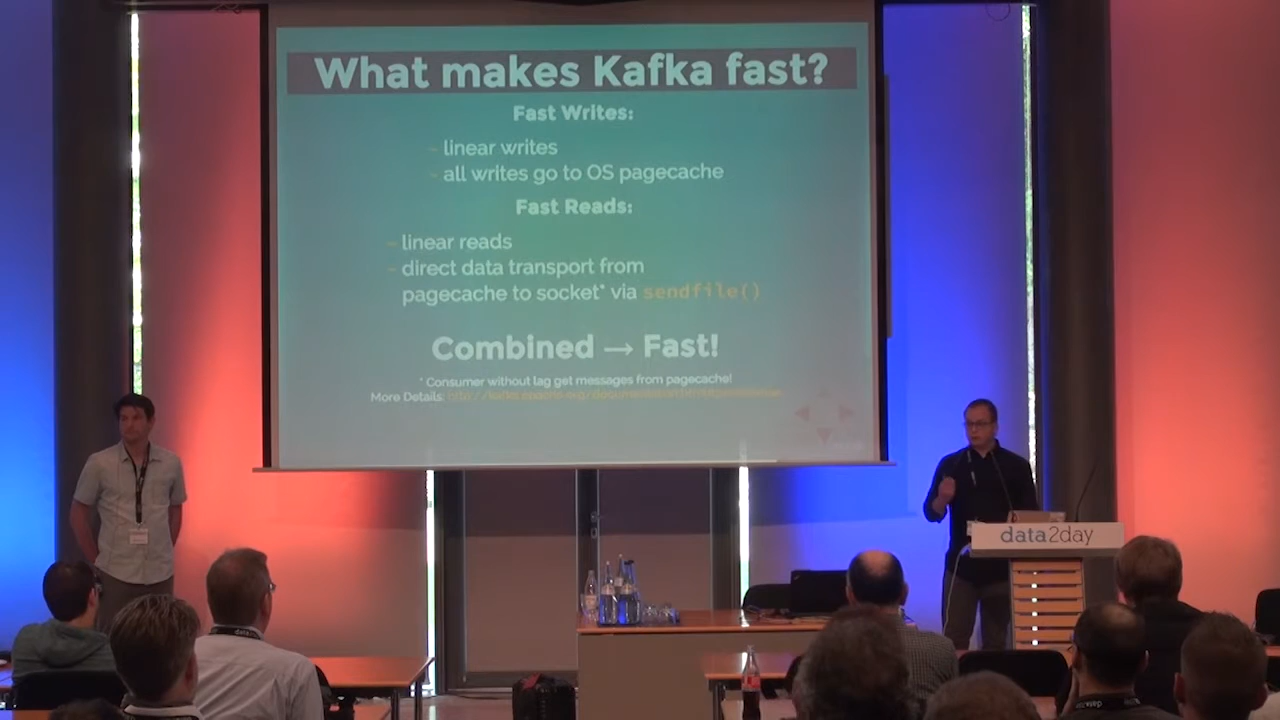 What makes Kafka fast?
Fast Writes:
- linear writes
- all writes go to OS pagecache
Fast Reads:
- linear reads
- direct data transport from
pagecache to socket* via sendfile()
Combined → Fast!
* Consumer without lag get messages from pagecache!
More Details:
data2day